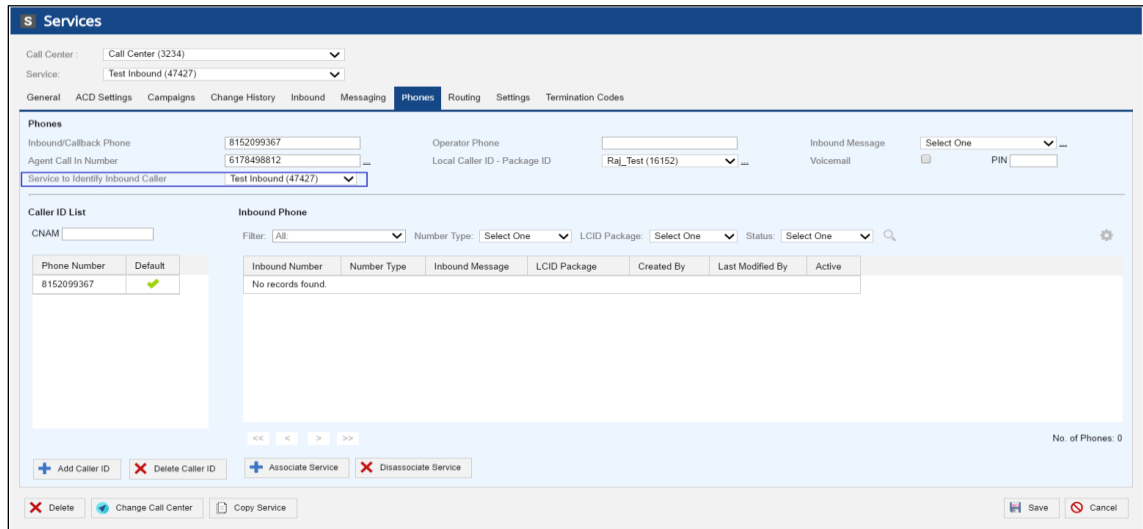 S Services
Call Center : Call Center (3234)
Service: Test Inbound (47427)
General ACD Settings Campaigns Change History Inbound Messaging Phones Routing Settings Termination Codes
Phones
Inbound/Callback Phone 8152099367 Operator Phone Inbound Message Select One ...
Agent Call In Number 6178498812 ... Local Caller ID - Package ID Raj_Test (16152) ... Voicemail PIN
Service to Identify Inbound Caller Test Inbound (47427)
Caller ID List Inbound Phone
CNAM Filter: All: Number Type: Select One LCID Package: Select One Status: Select One
Phone Number Default Inbound Number Number Type Inbound Message LCID Package Created By Last Modified By Active
8152099367 No records found.
<< < > >> No. of Phones: 0
Add Caller ID Delete Caller ID Associate Service Disassociate Service
Delete Change Call Center Copy Service Save Cancel